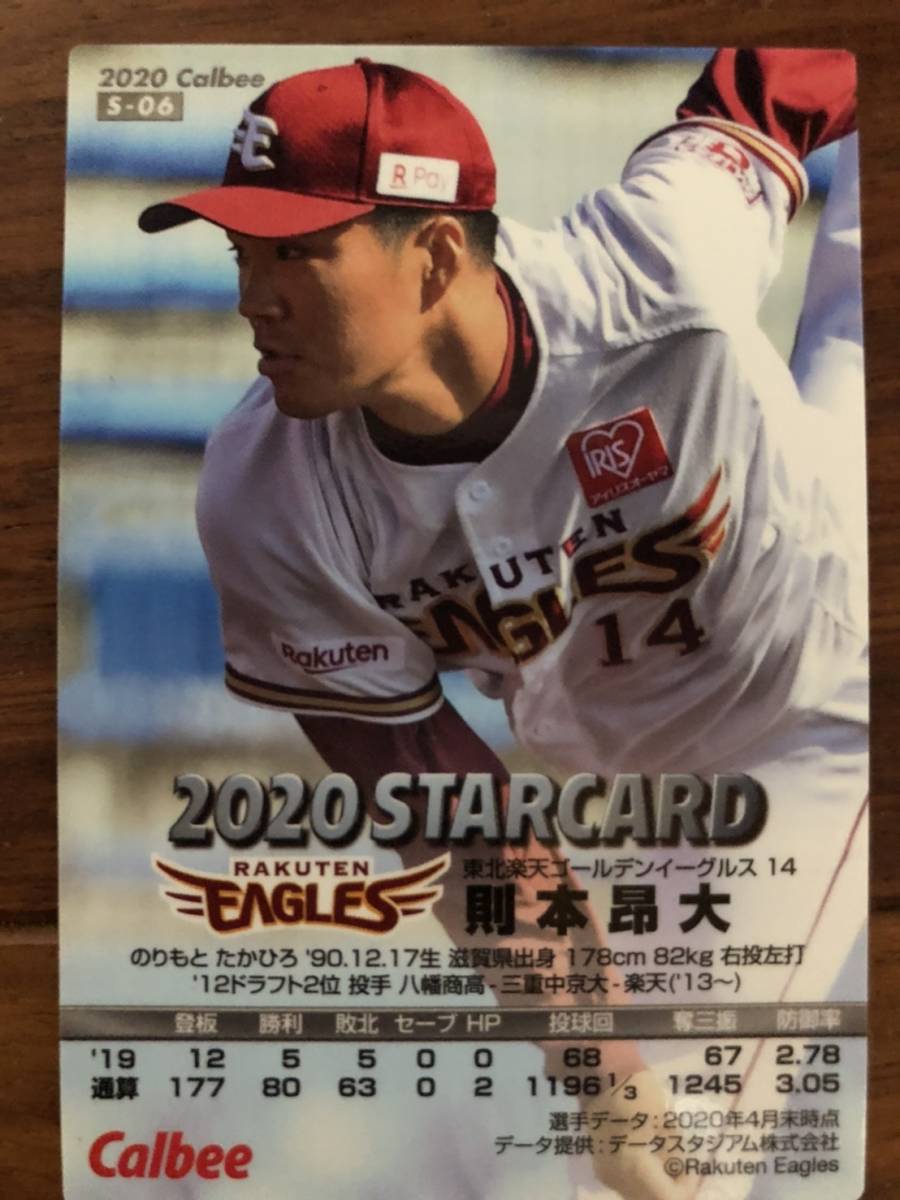 2020 Calbee
S-06
E
R Pay
IRIS
アイリスオーヤマ
RAKUTEN
EAGLES
14
Rakuten
2020 STARCARD
RAKUTEN
EAGLES
東北楽天ゴールデンイーグルス 14
則本昂大
のりもと たかひろ '90.12.17生 滋賀県出身 178cm 82kg 右投左打
'12ドラフト2位 投手 八幡商高-三重中京大-楽天('13〜)
登板 勝利 敗北 セーブ HP 投球回 奪三振 防御率
'19 12 5 5 0 0 68 67 2.78
通算 177 80 63 0 2 1196 1/3 1245 3.05
選手データ:2020年4月末時点
データ提供:データスタジアム株式会社
©Rakuten Eagles
Calbee